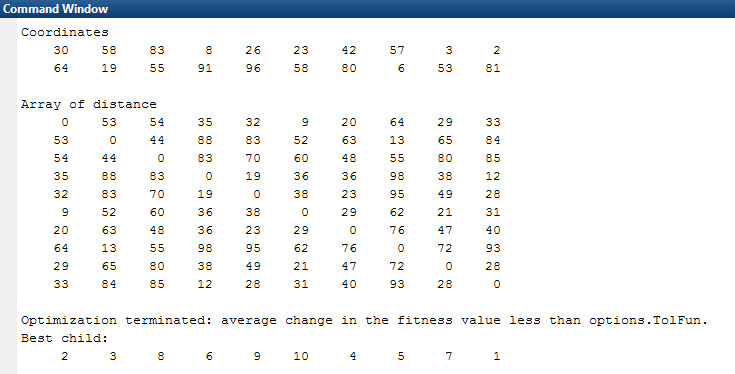 Command Window
Coordinates
30 58 83 8 26 23 42 57 3 2
64 19 55 91 96 58 80 6 53 81
Array of distance
0 53 54 35 32 9 20 64 29 33
53 0 44 88 83 52 63 13 65 84
54 44 0 83 70 60 48 55 80 85
35 88 83 0 19 36 36 98 38 12
32 83 70 19 0 38 23 95 49 28
9 52 60 36 38 0 29 62 21 31
20 63 48 36 23 29 0 76 47 40
64 13 55 98 95 62 76 0 72 93
29 65 80 38 49 21 47 72 0 28
33 84 85 12 28 31 40 93 28 0
Optimization terminated: average change in the fitness value less than options.TolFun.
Best child:
2 3 8 6 9 10 4 5 7 1